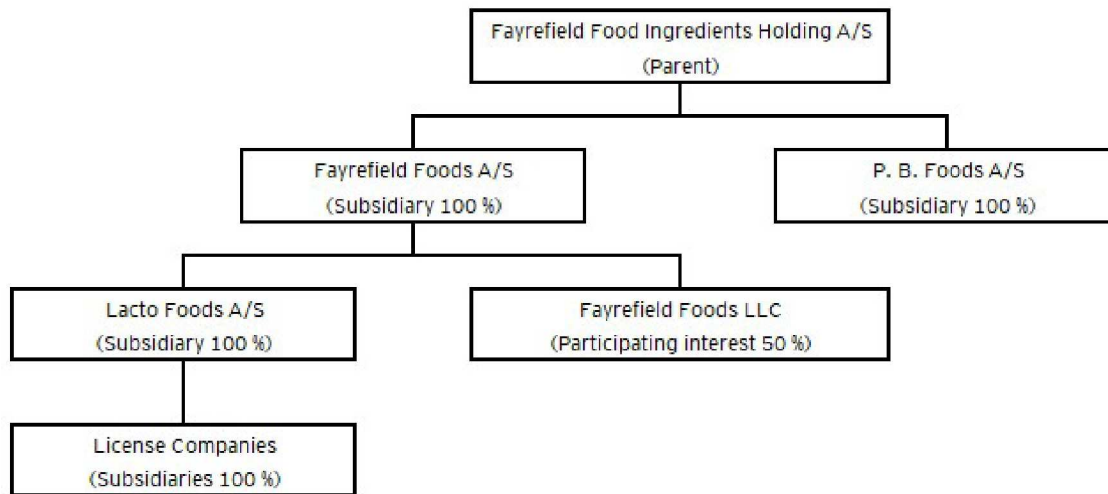 Fayrefield Food Ingredients Holding A/S
(Parent)
Fayrefield Foods A/S
(Subsidiary 100 %)
P. B. Foods A/S
(Subsidiary 100 %)
Lacto Foods A/S
(Subsidiary 100 %)
Fayrefield Foods LLC
(Participating interest 50 %)
License Companies
(Subsidiaries 100 %)